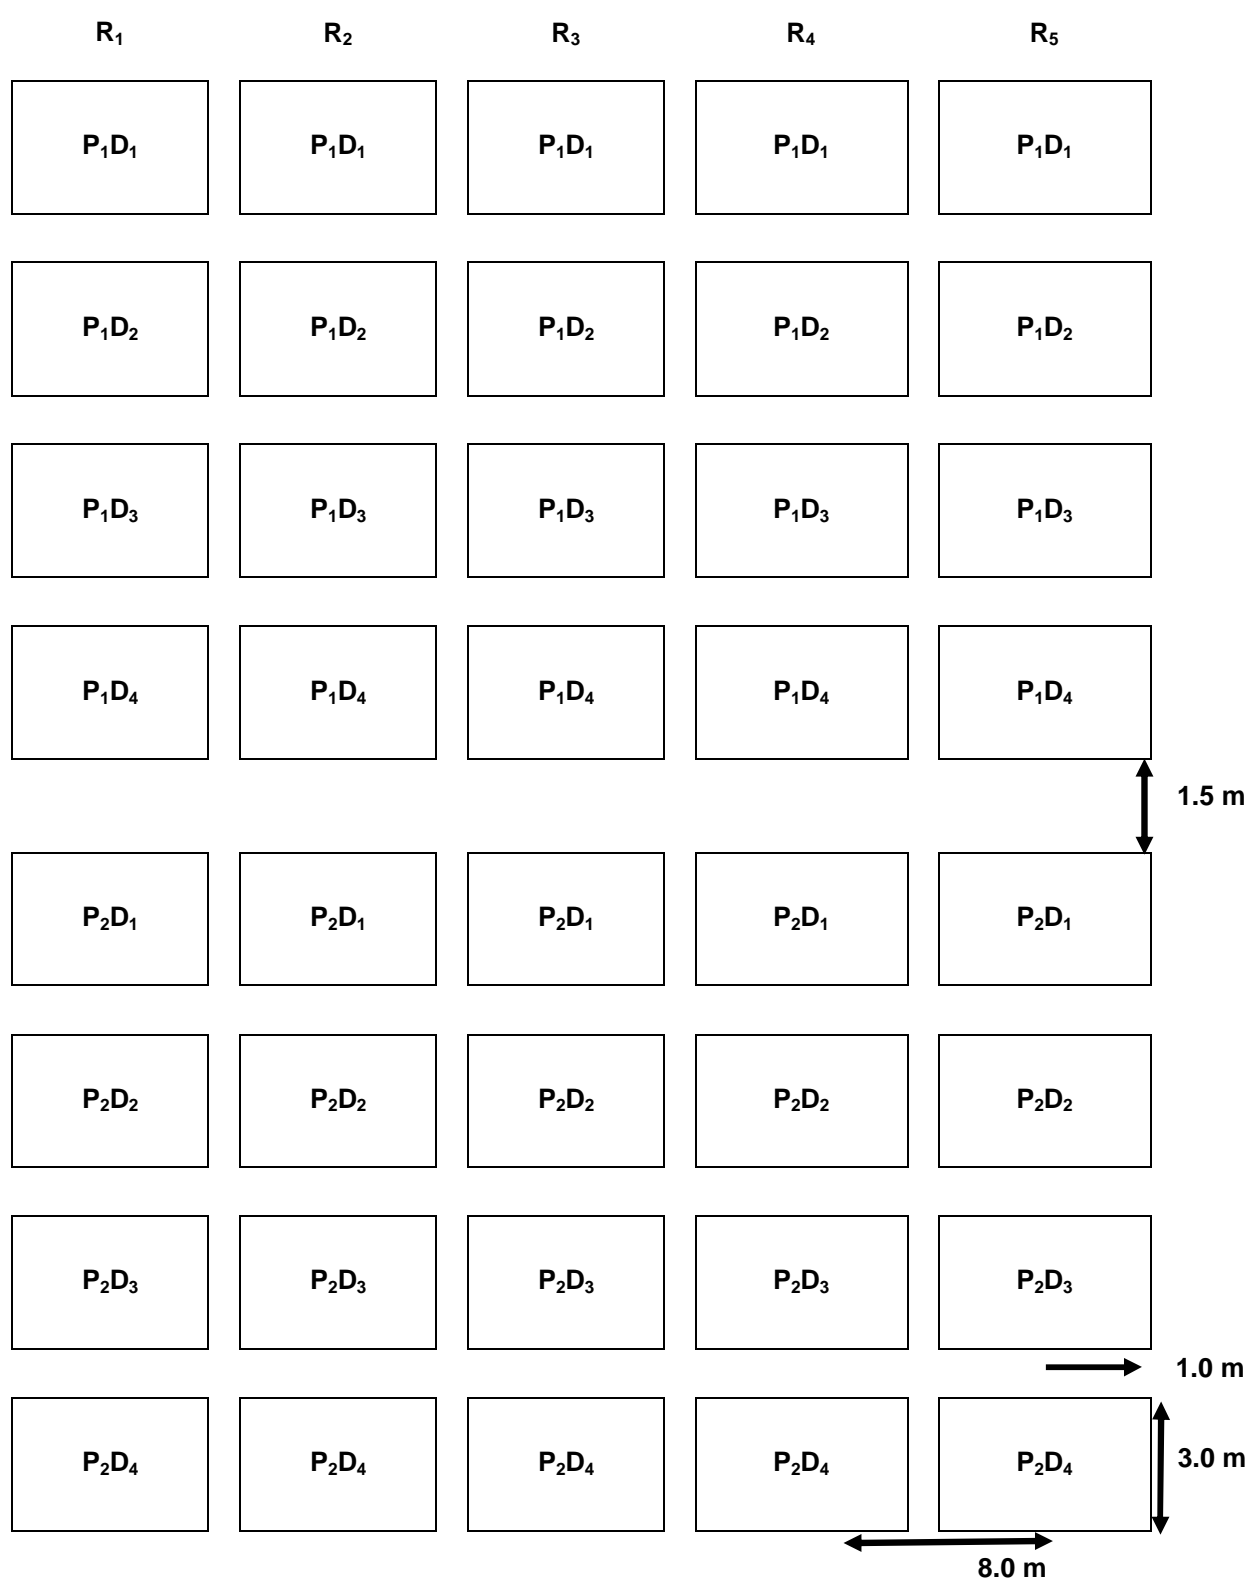 R₁ R₂ R₃ R₄ R₅
P₁D₁ P₁D₁ P₁D₁ P₁D₁ P₁D₁
P₁D₂ P₁D₂ P₁D₂ P₁D₂ P₁D₂
P₁D₃ P₁D₃ P₁D₃ P₁D₃ P₁D₃
P₁D₄ P₁D₄ P₁D₄ P₁D₄ P₁D₄
1.5 m
P₂D₁ P₂D₁ P₂D₁ P₂D₁ P₂D₁
P₂D₂ P₂D₂ P₂D₂ P₂D₂ P₂D₂
P₂D₃ P₂D₃ P₂D₃ P₂D₃ P₂D₃
1.0 m
P₂D₄ P₂D₄ P₂D₄ P₂D₄ P₂D₄ 3.0 m
8.0 m